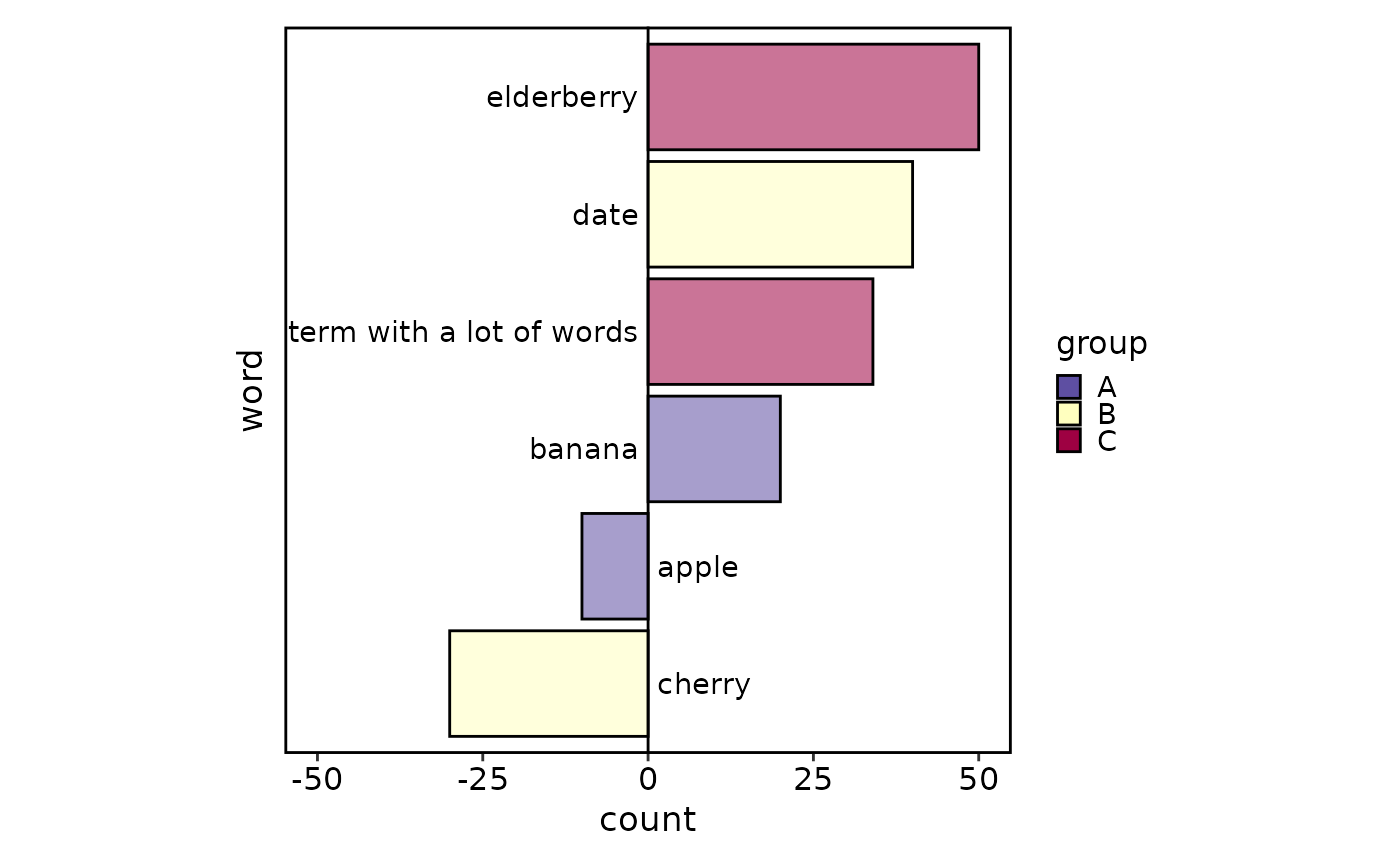 elderberry
date
term with a lot of words
banana
apple
cherry
word
-50 -25 0 25 50
count
group
A
B
C